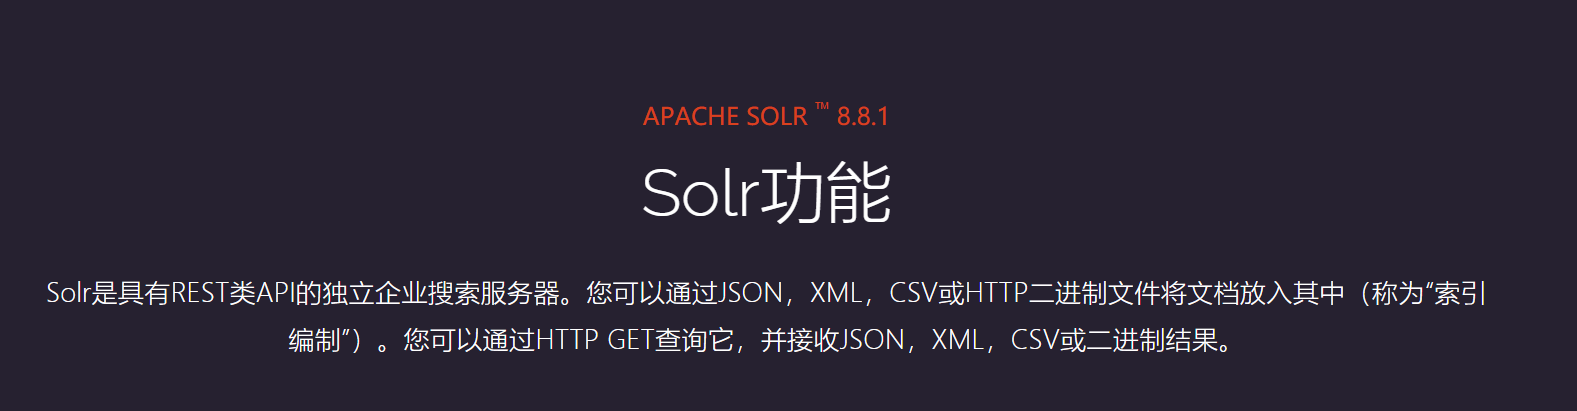 APACHE SOLR ™ 8.8.1
Solr功能
Solr是具有REST类API的独立企业搜索服务器。您可以通过JSON，XML，CSV或HTTP二进制文件将文档放入其中（称为“索引
编制”）。您可以通过HTTP GET查询它，并接收JSON，XML，CSV或二进制结果。